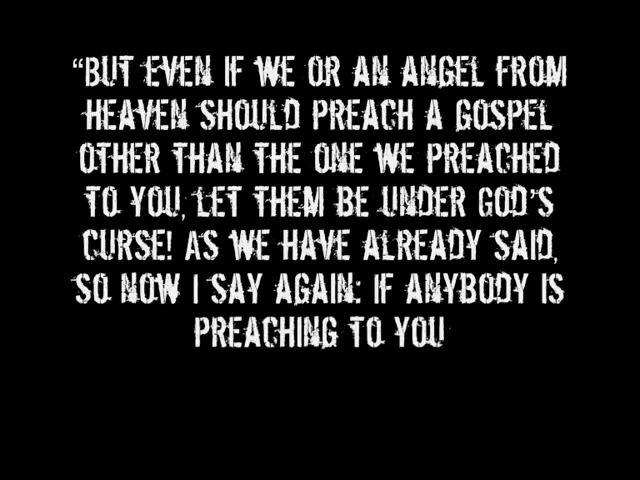 “BUT EVEN IF WE OR AN ANGEL FROM
HEAVEN SHOULD PREACH A GOSPEL
OTHER THAN THE ONE WE PREACHED
TO YOU, LET THEM BE UNDER GOD’S
CURSE! AS WE HAVE ALREADY SAID,
SO NOW I SAY AGAIN: IF ANYBODY IS
PREACHING TO YOU